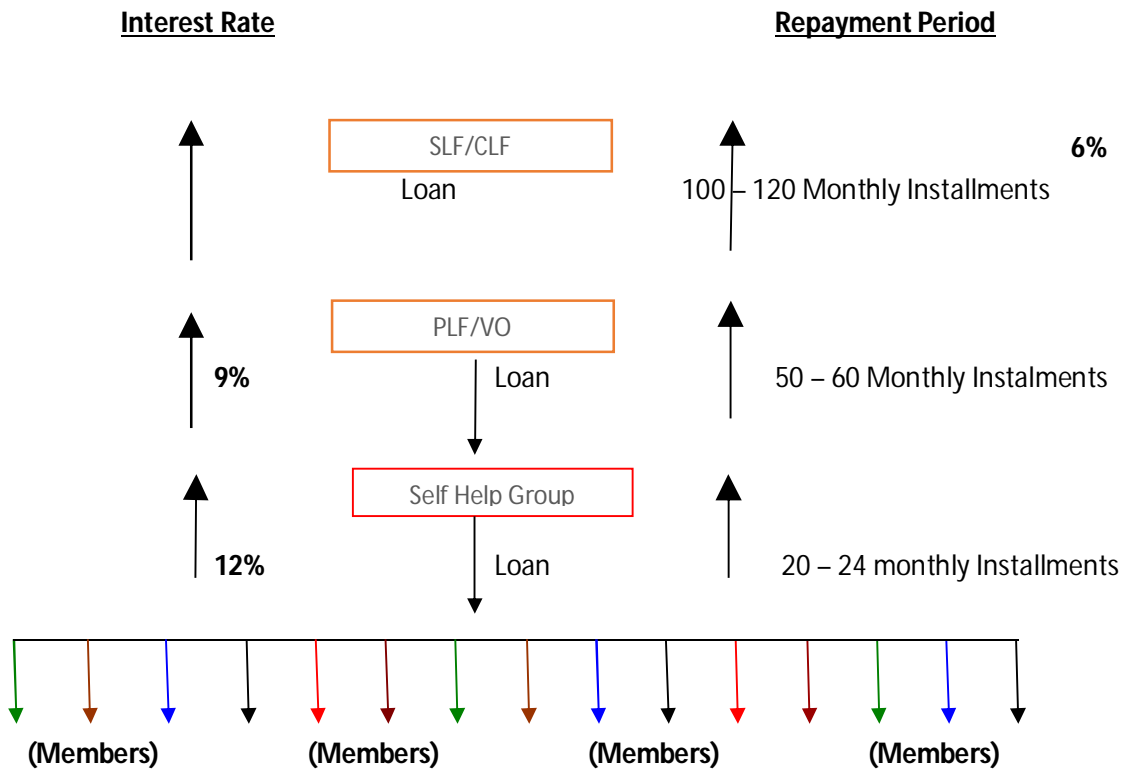 Interest Rate
Repayment Period
SLF/CLF
6%
Loan
100 – 120 Monthly Installments
PLF/VO
9%
Loan
50 – 60 Monthly Instalments
Self Help Group
12%
Loan
20 – 24 monthly Installments
(Members)
(Members)
(Members)
(Members)